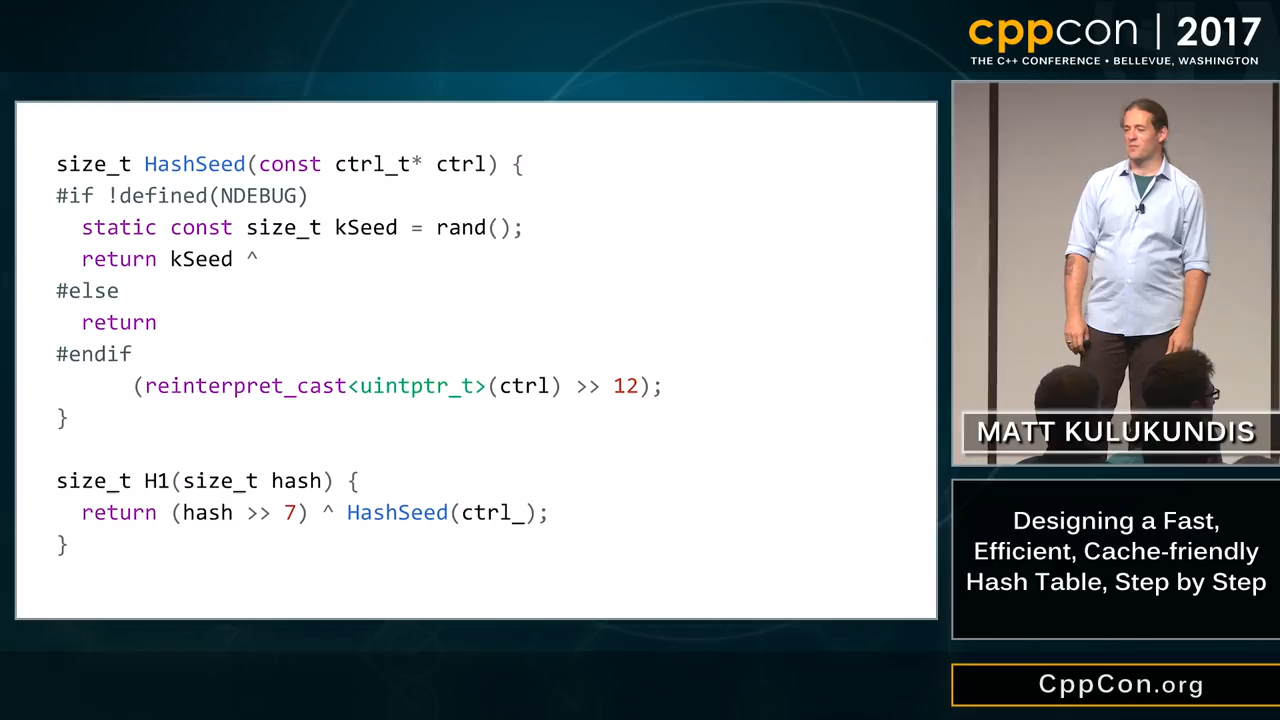 cppcon | 2017
THE C++ CONFERENCE • BELLEVUE, WASHINGTON
size_t HashSeed(const ctrl_t* ctrl) {
#if !defined(NDEBUG)
  static const size_t kSeed = rand();
  return kSeed ^
#else
  return
#endif
      (reinterpret_cast<uintptr_t>(ctrl) >> 12);
}
size_t H1(size_t hash) {
  return (hash >> 7) ^ HashSeed(ctrl_);
}
MATT KULUKUNDIS
Designing a Fast,
Efficient, Cache-friendly
Hash Table, Step by Step
CppCon.org